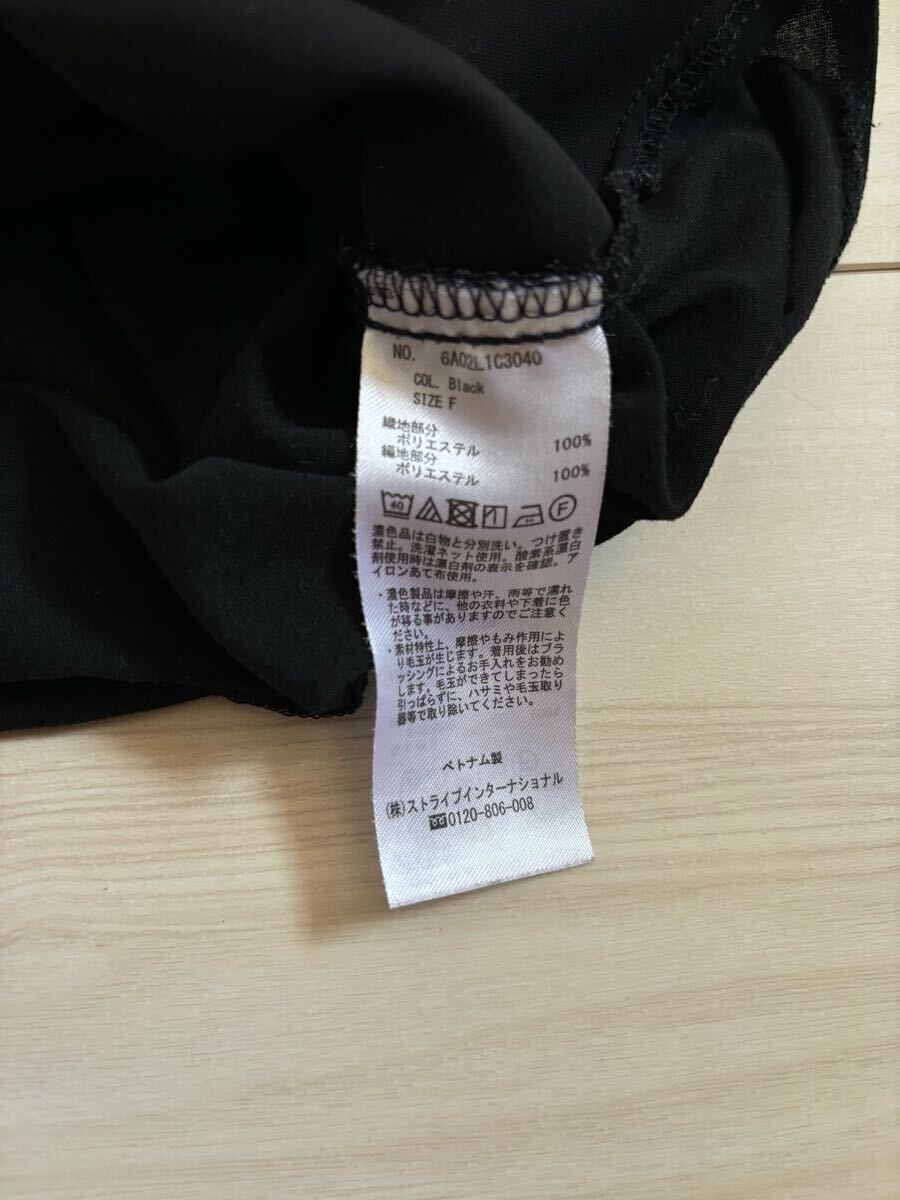 NO. 6A02L1C3040
COL. Black
SIZE F
織地部分
ポリエステル 100%
編地部分
ポリエステル 100%
40 F
濃色品は白物と分別洗い。つけ置き
禁止。洗濯ネット使用。酸素系漂白
剤使用時は漂白剤の表示を確認。ア
イロンあて布使用。
・濃色製品は摩擦や汗、雨等で濡れ
た時などに、他の衣料や下着に色
が移る事がありますのでご注意く
ださい。
・素材特性上、摩擦やもみ作用によ
り毛玉が生じます。着用後はブラ
ッシングによるお手入れをお勧め
します。毛玉ができてしまったら
引っぱらずに、ハサミや毛玉取り
器等で取り除いてください。
ベトナム製
(株)ストライプインターナショナル
0120-806-008